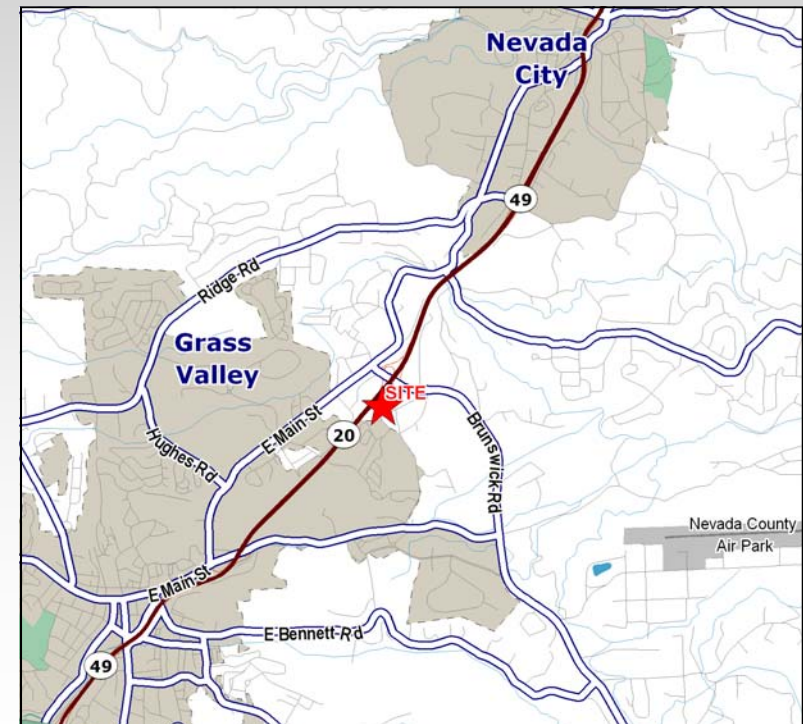 Nevada
City
49
Ridge Rd
Grass
Valley
SITE
E Main St
20
Hughes Rd
Brunswick Rd
Nevada County
Air Park
E Main St
E Bennett Rd
49